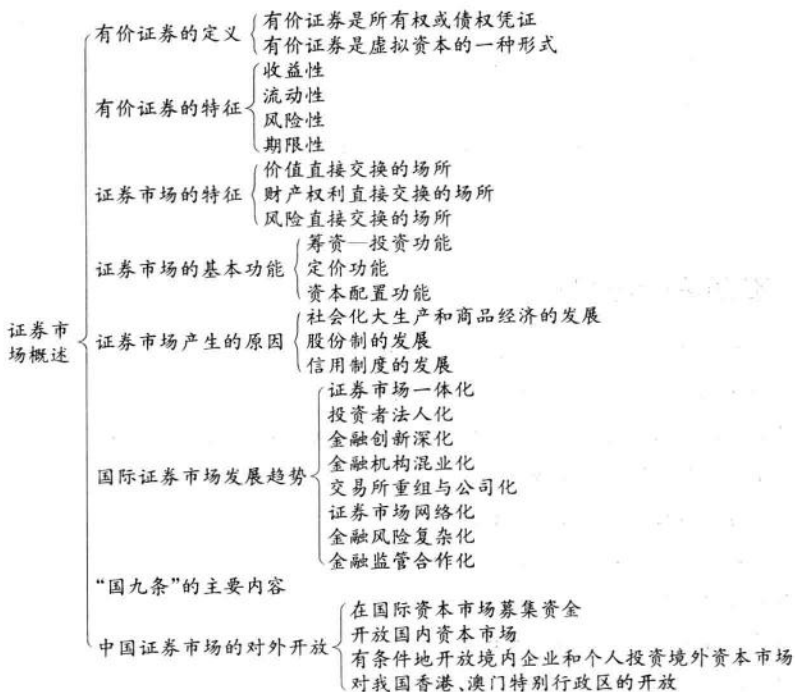 有价证券的定义
有价证券是所有权或债权凭证
有价证券是虚拟资本的一种形式
有价证券的特征
收益性
流动性
风险性
期限性
证券市场的特征
价值直接交换的场所
财产权利直接交换的场所
风险直接交换的场所
证券市场的基本功能
筹资—投资功能
定价功能
资本配置功能
证券市
场概述
证券市场产生的原因
社会化大生产和商品经济的发展
股份制的发展
信用制度的发展
国际证券市场发展趋势
证券市场一体化
投资者法人化
金融创新深化
金融机构混业化
交易所重组与公司化
证券市场网络化
金融风险复杂化
金融监管合作化
“国九条”的主要内容
中国证券市场的对外开放
在国际资本市场募集资金
开放国内资本市场
有条件地开放境内企业和个人投资境外资本市场
对我国香港、澳门特别行政区的开放